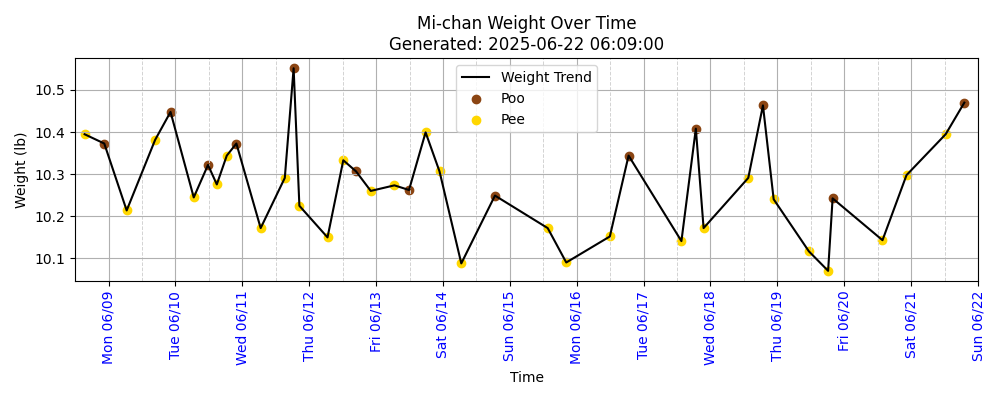 Mi-chan Weight Over Time
Generated: 2025-06-22 06:09:00
Weight Trend
Poo
Pee
Weight (lb)
10.5
10.4
10.3
10.2
10.1
Mon 06/09
Tue 06/10
Wed 06/11
Thu 06/12
Fri 06/13
Sat 06/14
Sun 06/15
Mon 06/16
Tue 06/17
Wed 06/18
Thu 06/19
Fri 06/20
Sat 06/21
Sun 06/22
Time